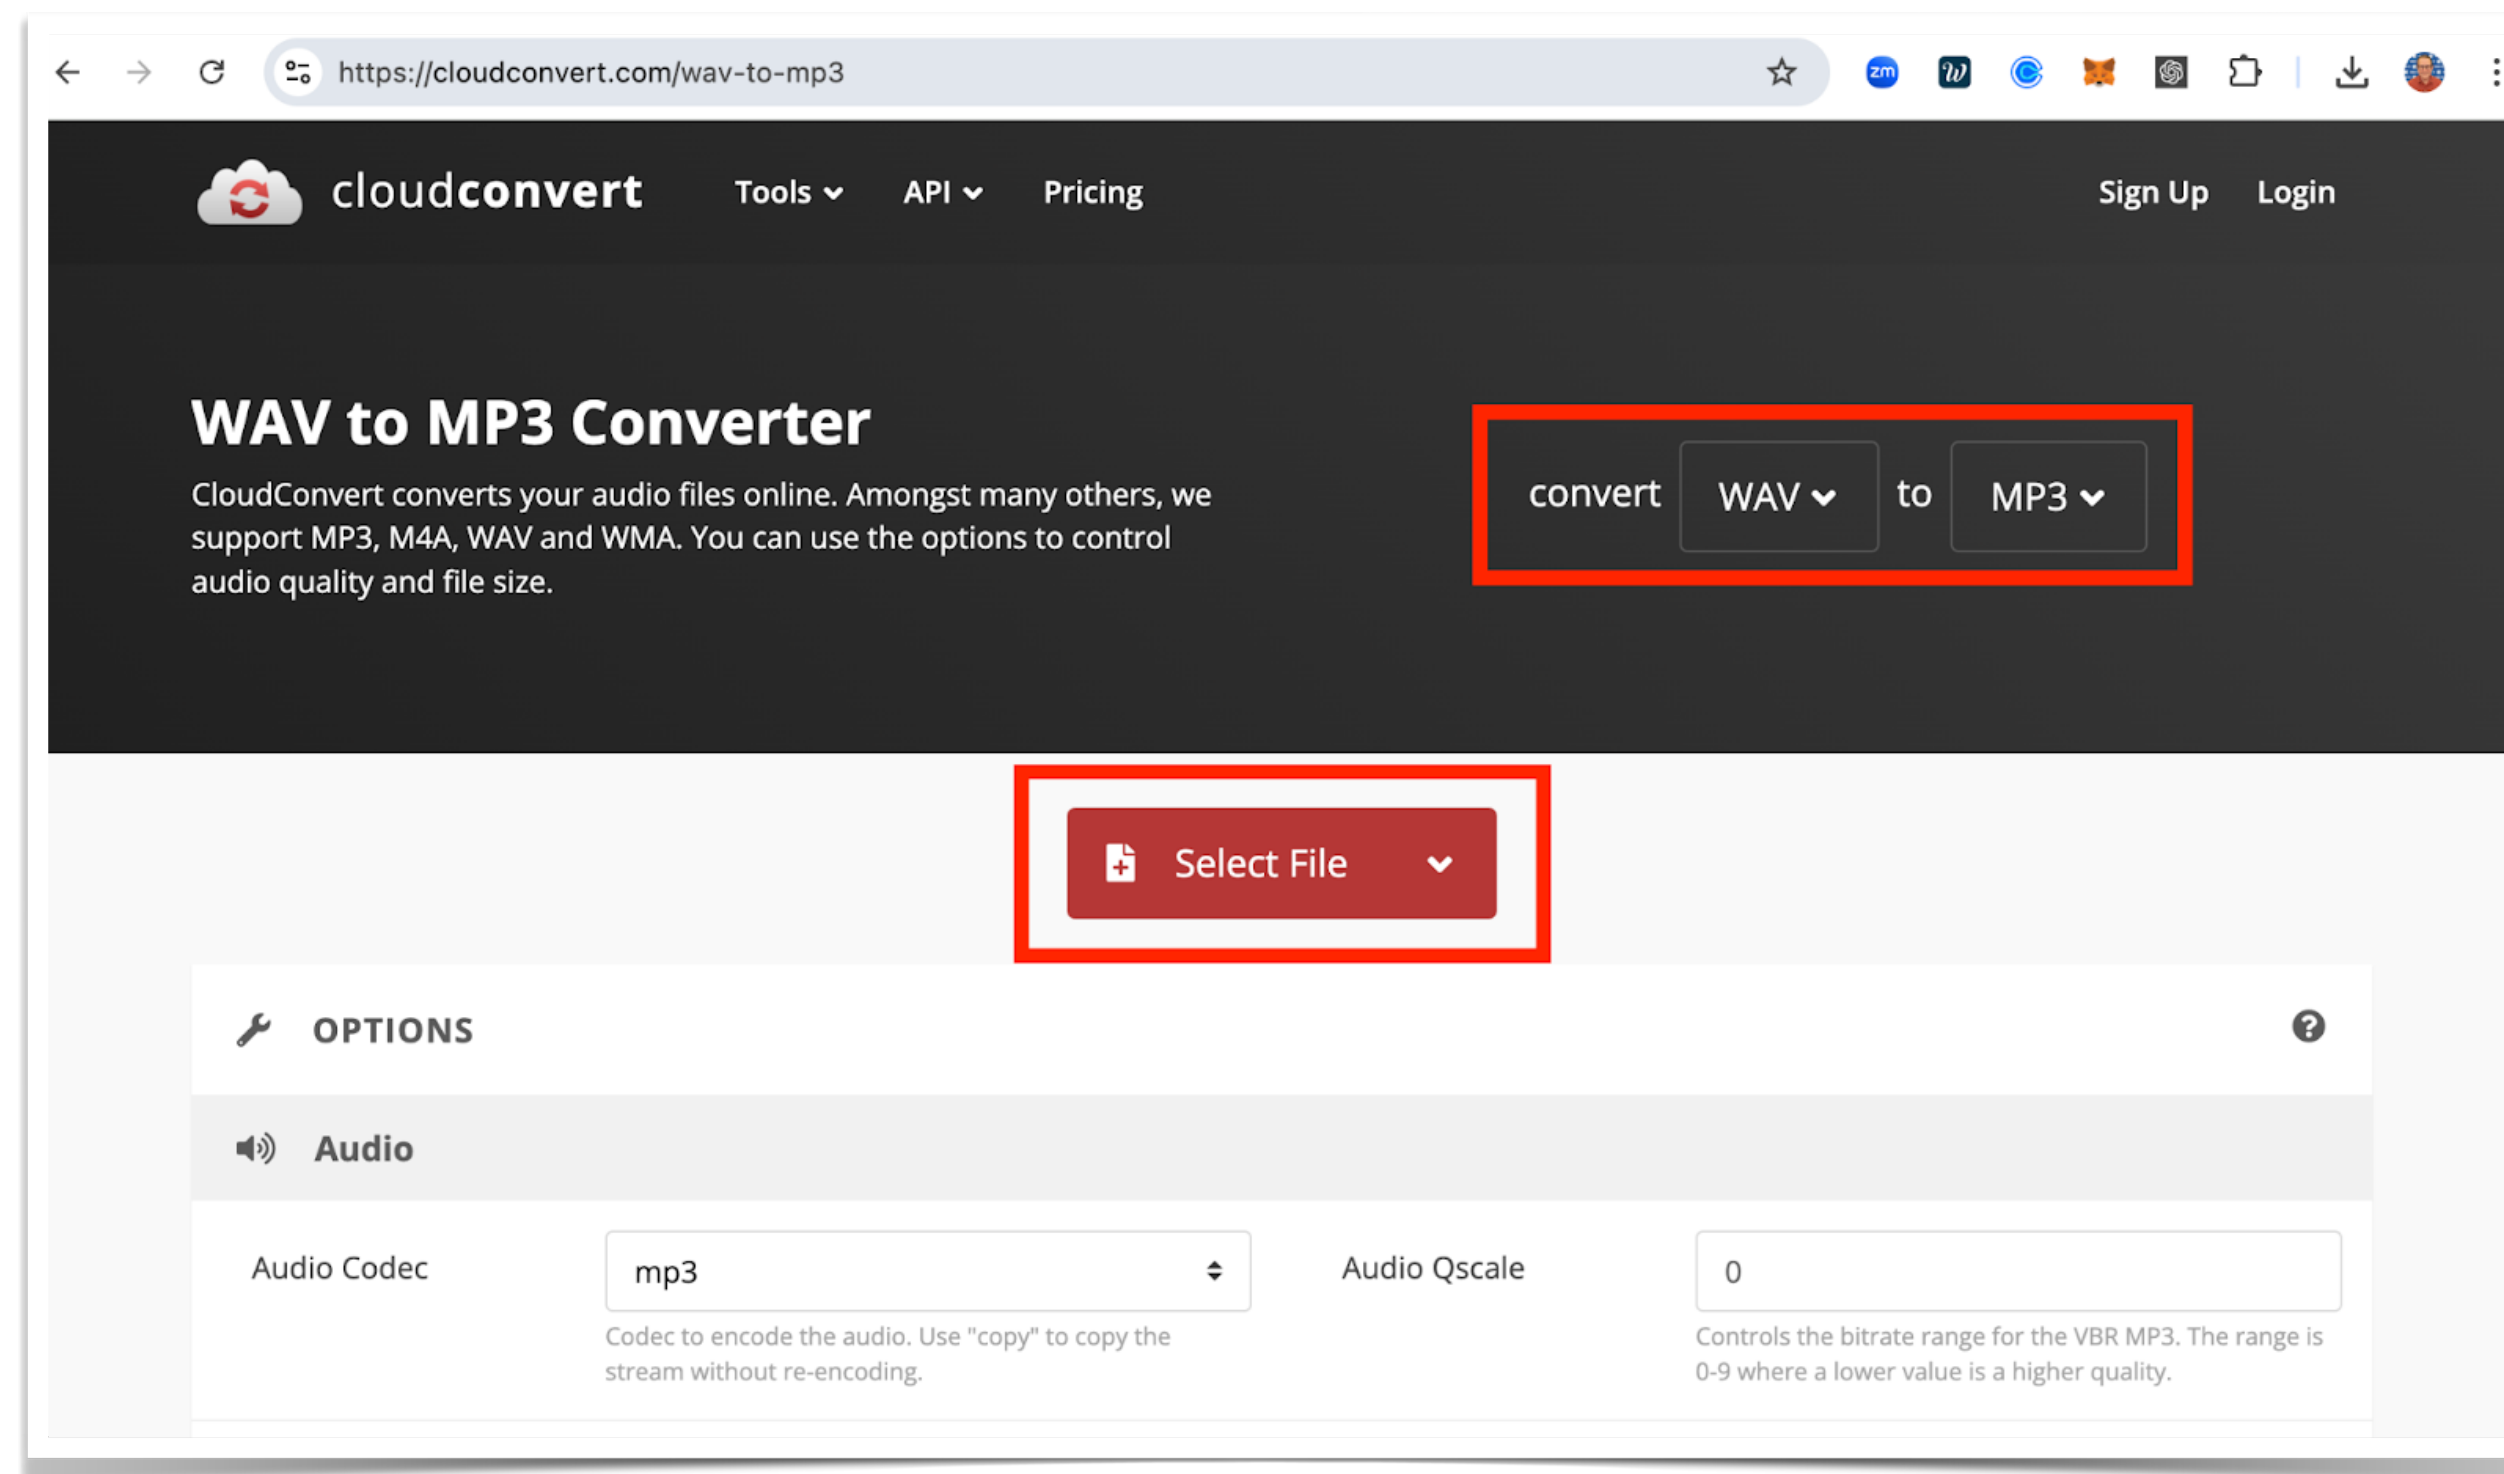 https://cloudconvert.com/wav-to-mp3
zm
cloudconvert
Tools
API
Pricing
Sign Up
Login
WAV to MP3 Converter
CloudConvert converts your audio files online. Amongst many others, we
support MP3, M4A, WAV and WMA. You can use the options to control
audio quality and file size.
convert WAV to MP3
Select File
OPTIONS
Audio
Audio Codec
mp3
Codec to encode the audio. Use "copy" to copy the
stream without re-encoding.
Audio Qscale
0
Controls the bitrate range for the VBR MP3. The range is
0-9 where a lower value is a higher quality.